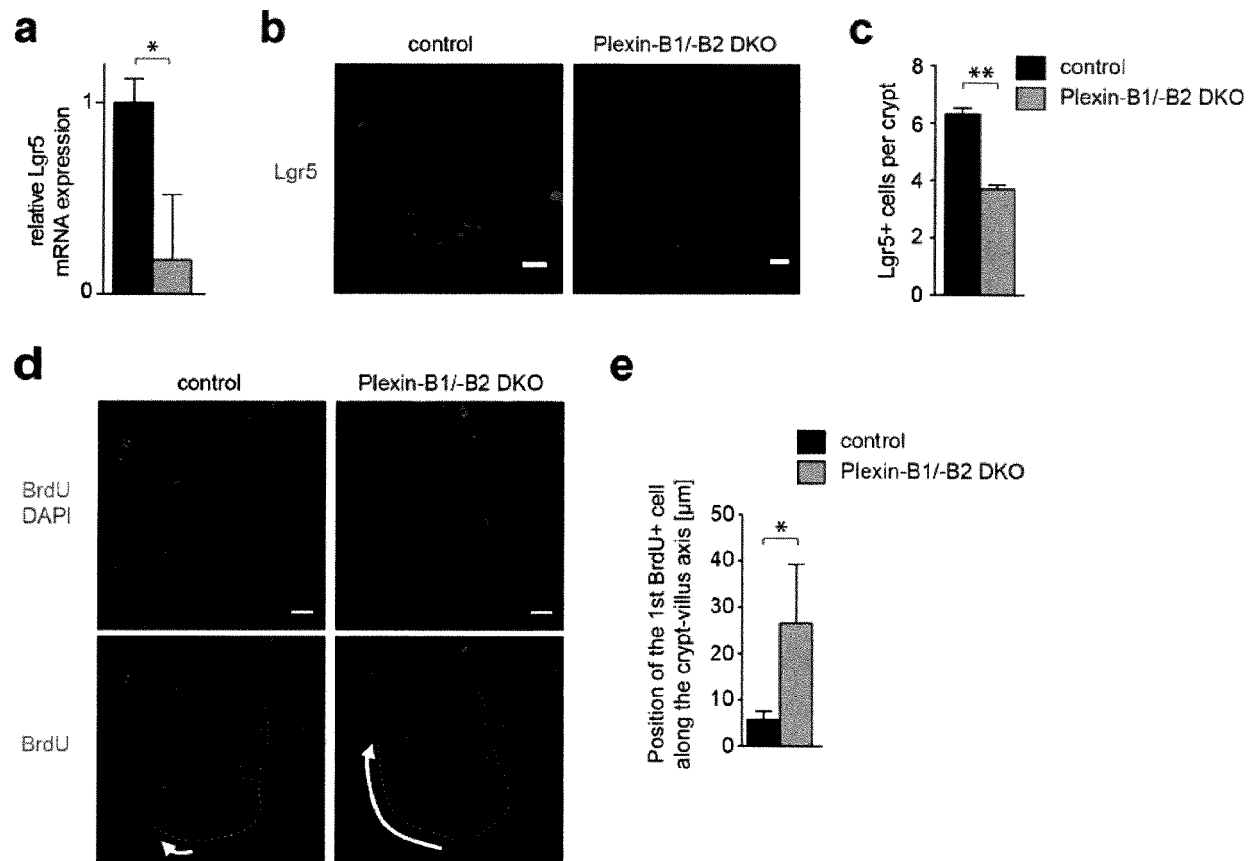 a
*
1
0
relative Lgr5
mRNA expression
b
control
Plexin-B1/-B2 DKO
Lgr5
c
control
Plexin-B1/-B2 DKO
**
8
6
4
2
0
Lgr5+ cells per crypt
d
control
Plexin-B1/-B2 DKO
BrdU
DAPI
BrdU
e
control
Plexin-B1/-B2 DKO
*
50
40
30
20
10
0
Position of the 1st BrdU+ cell
along the crypt-villus axis [µm]